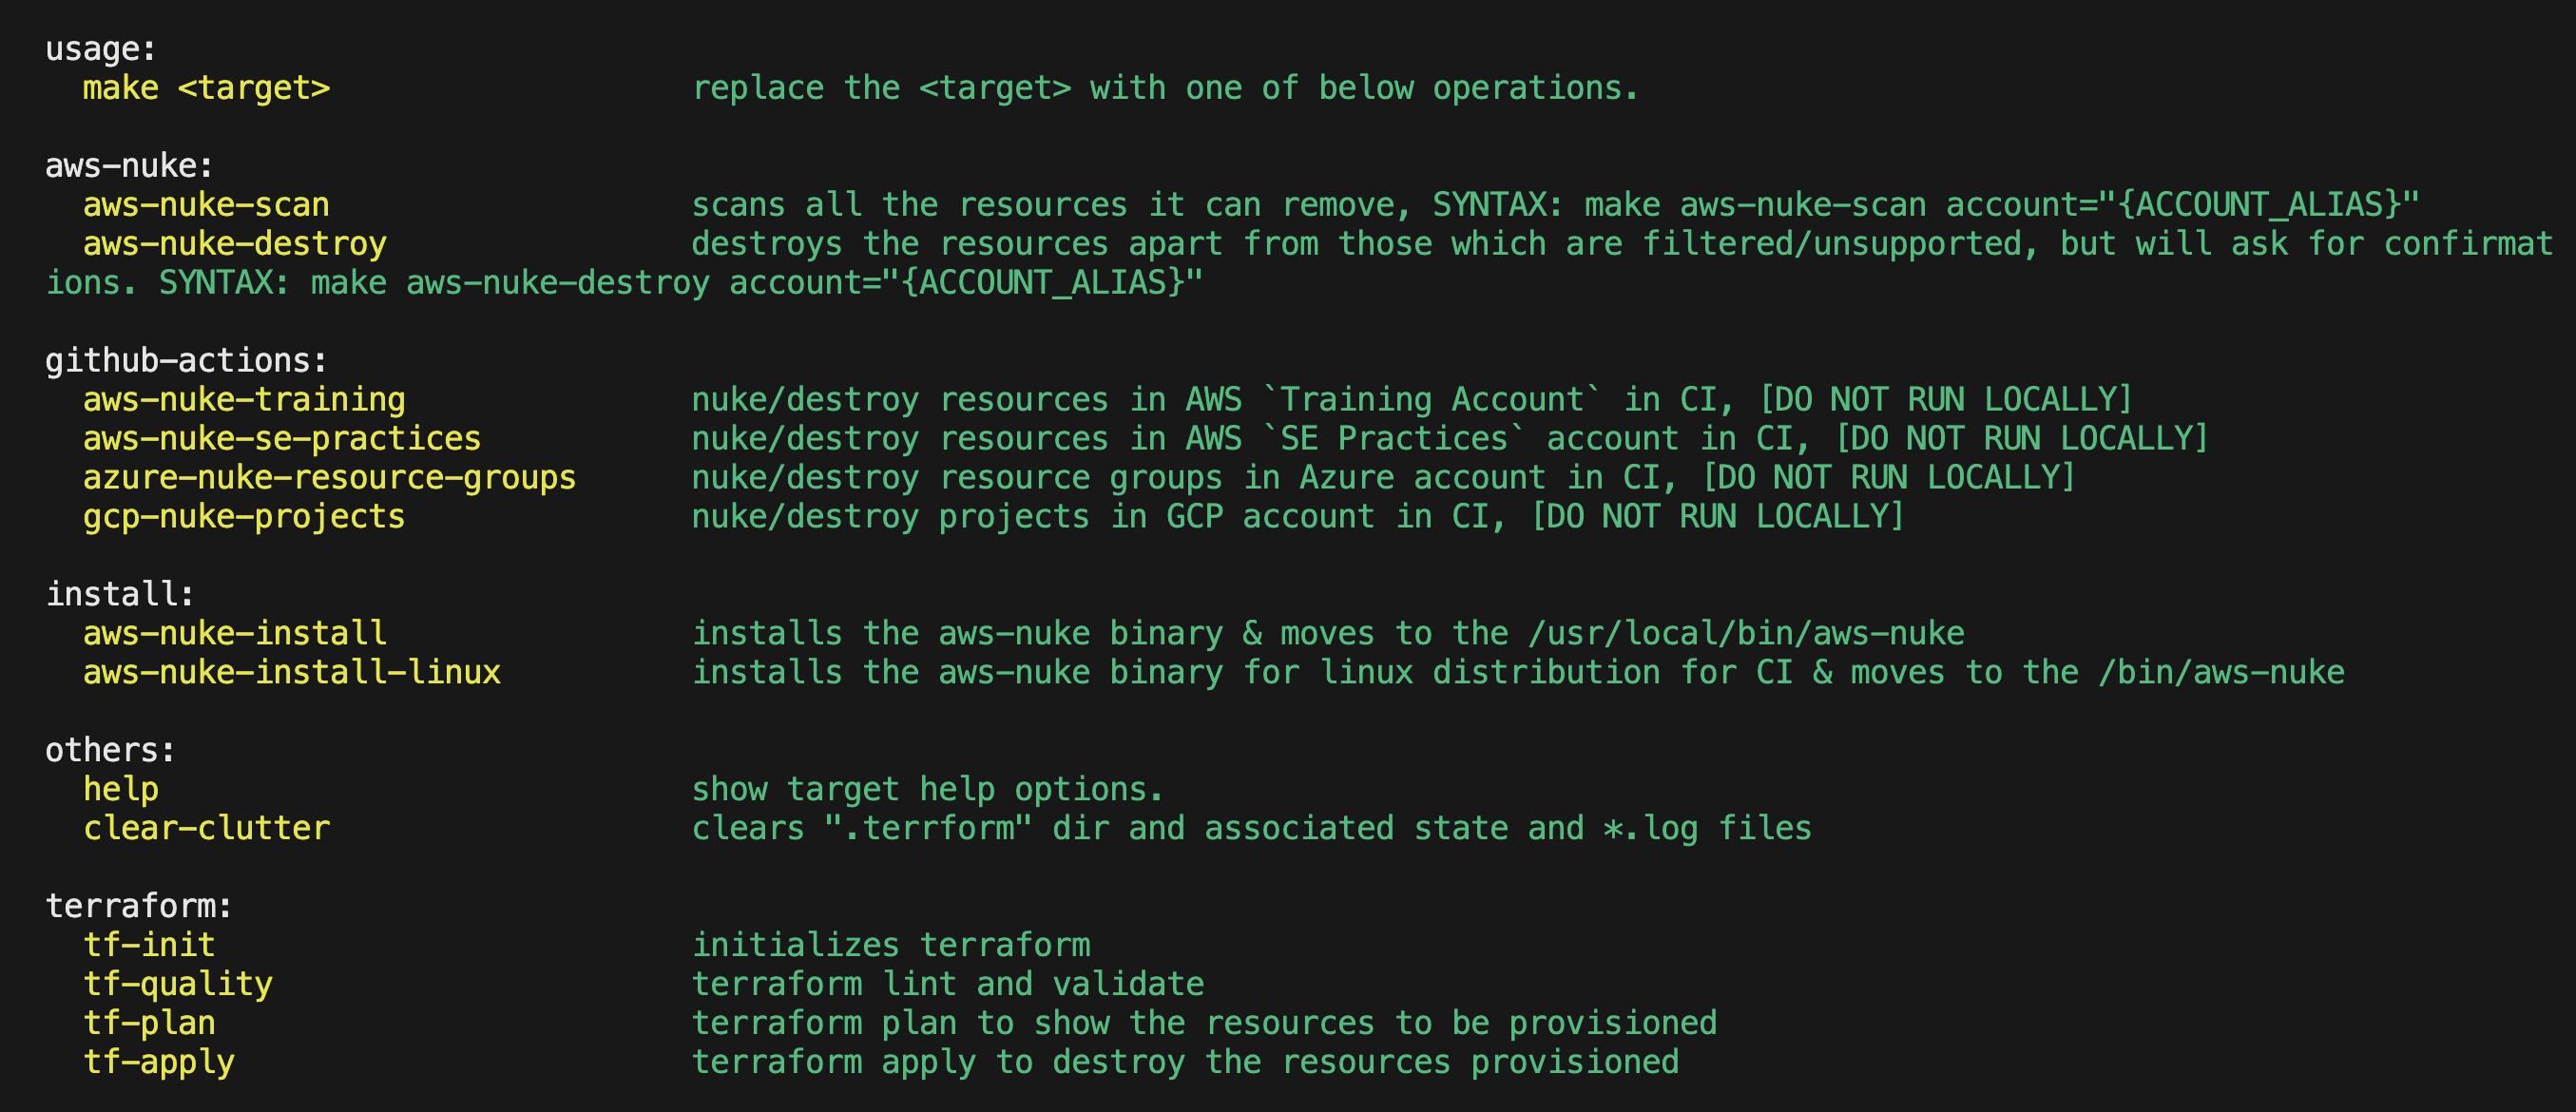 usage:
make <target> replace the <target> with one of below operations.
aws-nuke:
aws-nuke-scan scans all the resources it can remove, SYNTAX: make aws-nuke-scan account="{ACCOUNT_ALIAS}"
aws-nuke-destroy destroys the resources apart from those which are filtered/unsupported, but will ask for confirmat
ions. SYNTAX: make aws-nuke-destroy account="{ACCOUNT_ALIAS}"
github-actions:
aws-nuke-training nuke/destroy resources in AWS `Training Account` in CI, [DO NOT RUN LOCALLY]
aws-nuke-se-practices nuke/destroy resources in AWS `SE Practices` account in CI, [DO NOT RUN LOCALLY]
azure-nuke-resource-groups nuke/destroy resource groups in Azure account in CI, [DO NOT RUN LOCALLY]
gcp-nuke-projects nuke/destroy projects in GCP account in CI, [DO NOT RUN LOCALLY]
install:
aws-nuke-install installs the aws-nuke binary & moves to the /usr/local/bin/aws-nuke
aws-nuke-install-linux installs the aws-nuke binary for linux distribution for CI & moves to the /bin/aws-nuke
others:
help show target help options.
clear-clutter clears ".terrform" dir and associated state and *.log files
terraform:
tf-init initializes terraform
tf-quality terraform lint and validate
tf-plan terraform plan to show the resources to be provisioned
tf-apply terraform apply to destroy the resources provisioned